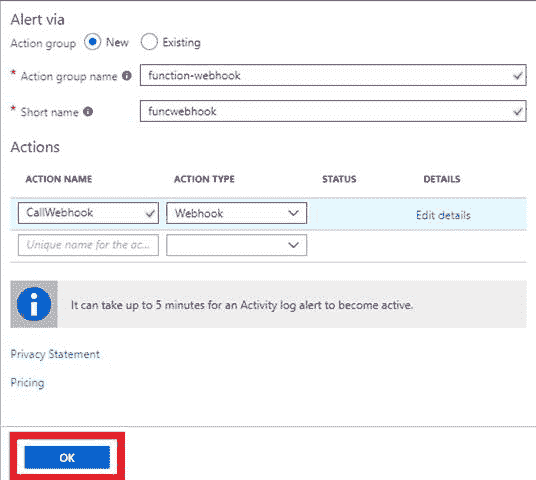 Alert via
Action group New Existing
* Action group name function-webhook
* Short name funcwebhook
Actions
ACTION NAME ACTION TYPE STATUS DETAILS
CallWebhook Webhook Edit details
Unique name for the ac...
It can take up to 5 minutes for an Activity log alert to become active.
Privacy Statement
Pricing
OK